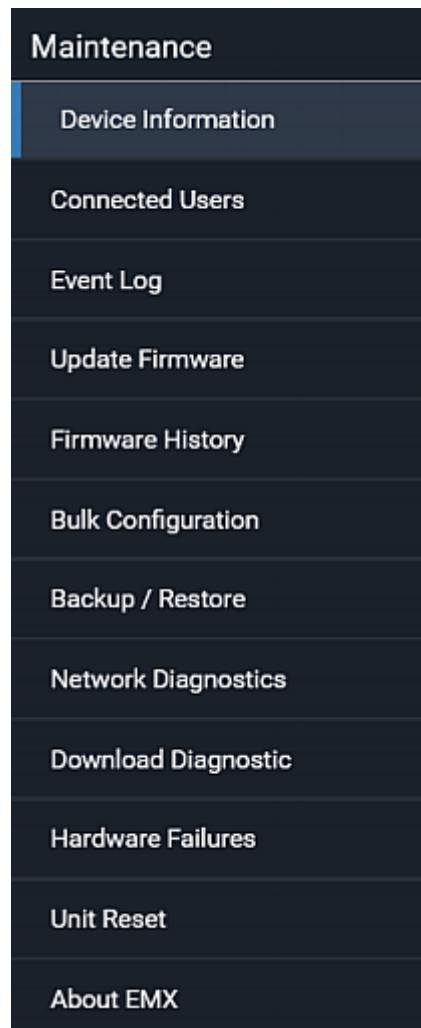 Maintenance
Device Information
Connected Users
Event Log
Update Firmware
Firmware History
Bulk Configuration
Backup / Restore
Network Diagnostics
Download Diagnostic
Hardware Failures
Unit Reset
About EMX